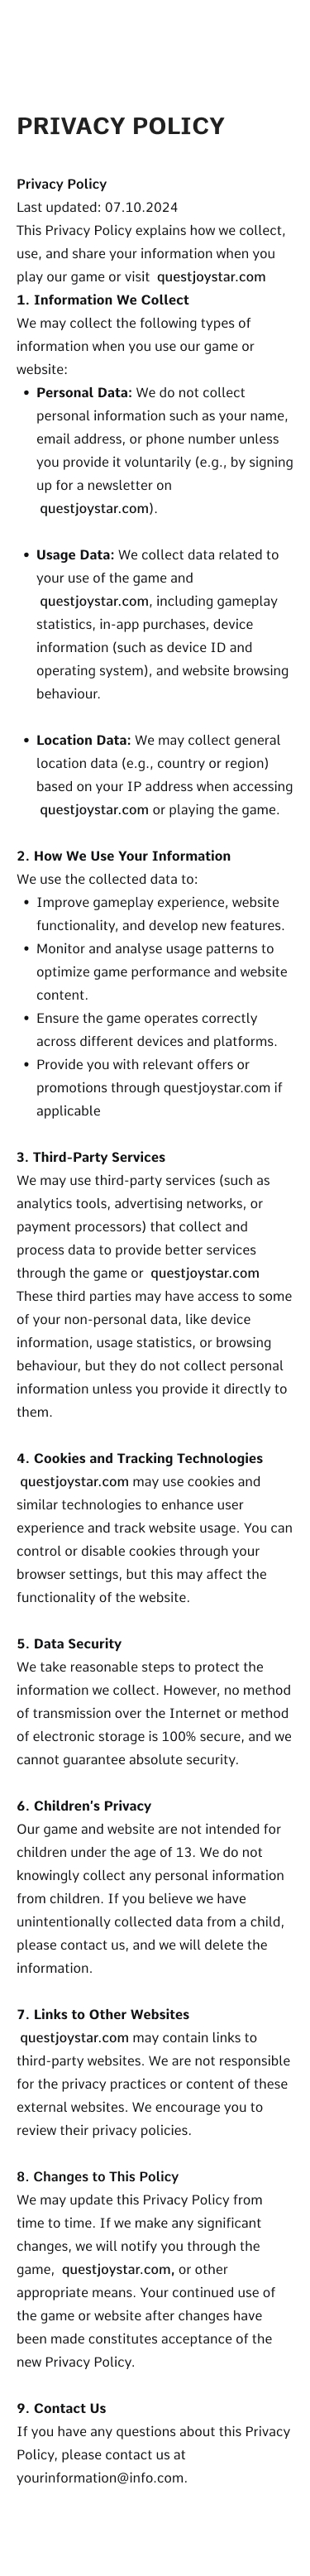 PRIVACY POLICY
Privacy Policy
Last updated: 07.10.2024
This Privacy Policy explains how we collect,
use, and share your information when you
play our game or visit questjoystar.com
1. Information We Collect
We may collect the following types of
information when you use our game or
website:
• Personal Data: We do not collect
personal information such as your name,
email address, or phone number unless
you provide it voluntarily (e.g., by signing
up for a newsletter on
questjoystar.com).
• Usage Data: We collect data related to
your use of the game and
questjoystar.com, including gameplay
statistics, in-app purchases, device
information (such as device ID and
operating system), and website browsing
behaviour.
• Location Data: We may collect general
location data (e.g., country or region)
based on your IP address when accessing
questjoystar.com or playing the game.
2. How We Use Your Information
We use the collected data to:
• Improve gameplay experience, website
functionality, and develop new features.
• Monitor and analyse usage patterns to
optimize game performance and website
content.
• Ensure the game operates correctly
across different devices and platforms.
• Provide you with relevant offers or
promotions through questjoystar.com if
applicable
3. Third-Party Services
We may use third-party services (such as
analytics tools, advertising networks, or
payment processors) that collect and
process data to provide better services
through the game or questjoystar.com
These third parties may have access to some
of your non-personal data, like device
information, usage statistics, or browsing
behaviour, but they do not collect personal
information unless you provide it directly to
them.
4. Cookies and Tracking Technologies
questjoystar.com may use cookies and
similar technologies to enhance user
experience and track website usage. You can
control or disable cookies through your
browser settings, but this may affect the
functionality of the website.
5. Data Security
We take reasonable steps to protect the
information we collect. However, no method
of transmission over the Internet or method
of electronic storage is 100% secure, and we
cannot guarantee absolute security.
6. Children's Privacy
Our game and website are not intended for
children under the age of 13. We do not
knowingly collect any personal information
from children. If you believe we have
unintentionally collected data from a child,
please contact us, and we will delete the
information.
7. Links to Other Websites
questjoystar.com may contain links to
third-party websites. We are not responsible
for the privacy practices or content of these
external websites. We encourage you to
review their privacy policies.
8. Changes to This Policy
We may update this Privacy Policy from
time to time. If we make any significant
changes, we will notify you through the
game, questjoystar.com, or other
appropriate means. Your continued use of
the game or website after changes have
been made constitutes acceptance of the
new Privacy Policy.
9. Contact Us
If you have any questions about this Privacy
Policy, please contact us at
yourinformation@info.com.